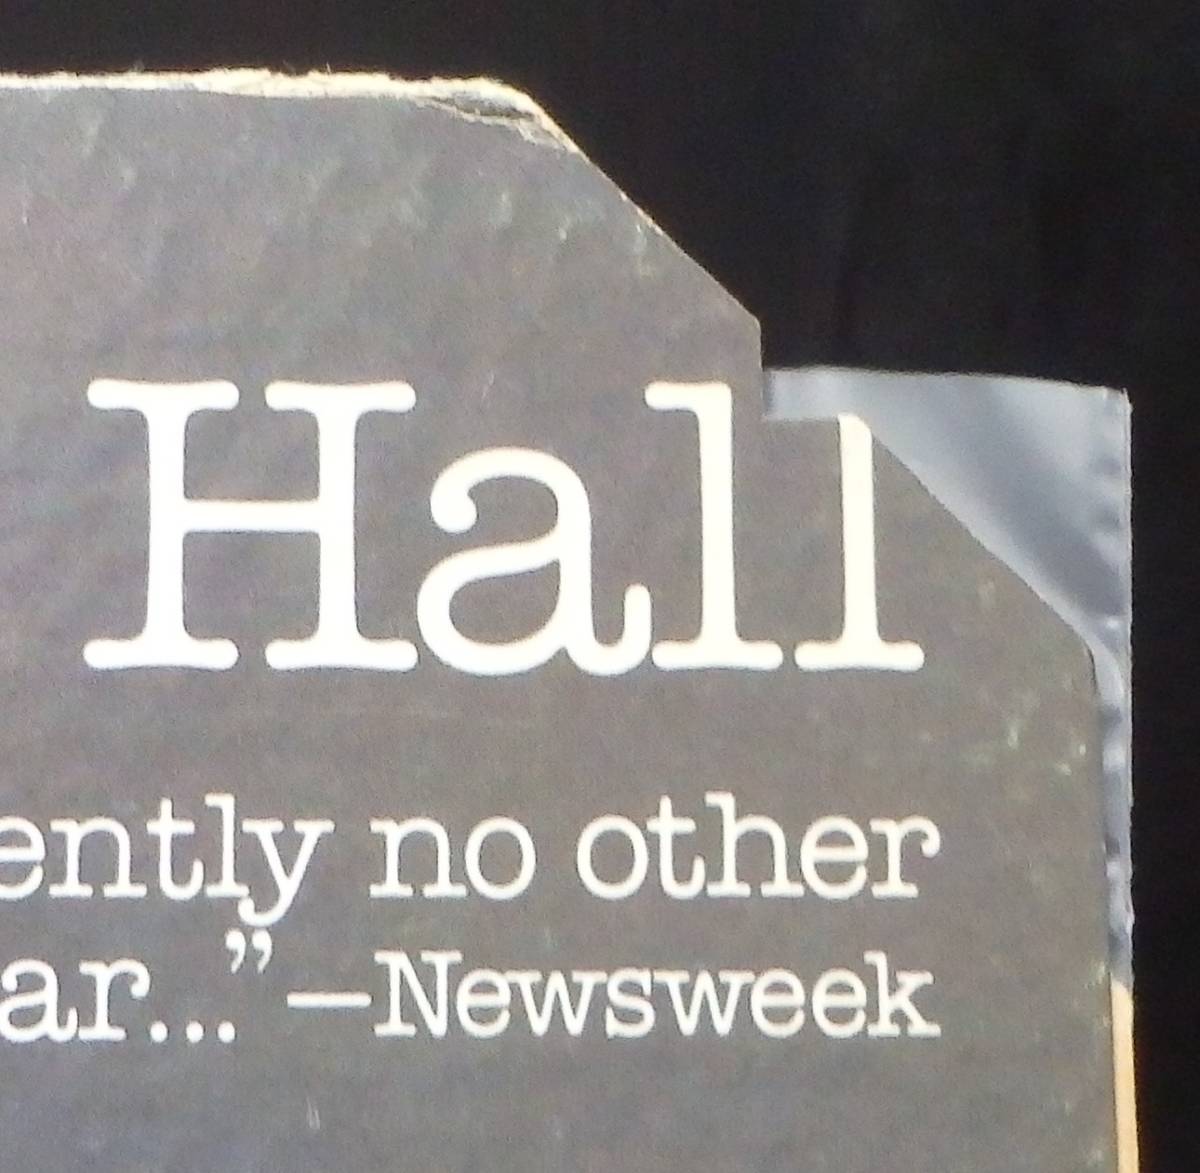 Hall
ently no other
ar..." —Newsweek